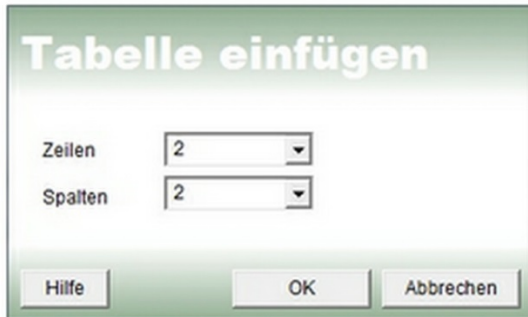 Tabelle einfügen
Zeilen 2
Spalten 2
Hilfe OK Abbrechen